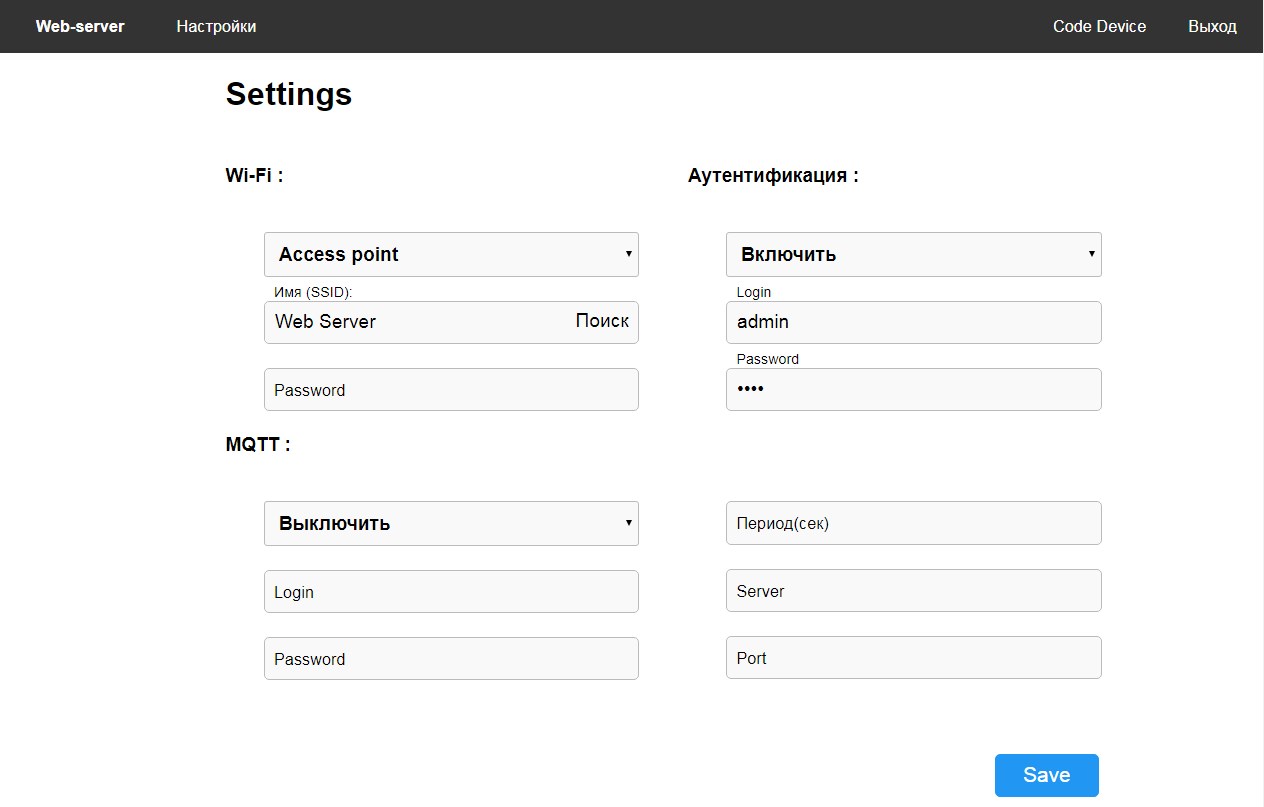 Web-server Настройки Code Device Выход
Settings
Wi-Fi :
Аутентификация :
Access point
Включить
Имя (SSID):
Login
Web Server Поиск
admin
Password
Password
••••
MQTT :
Выключить
Период(сек)
Login
Server
Password
Port
Save